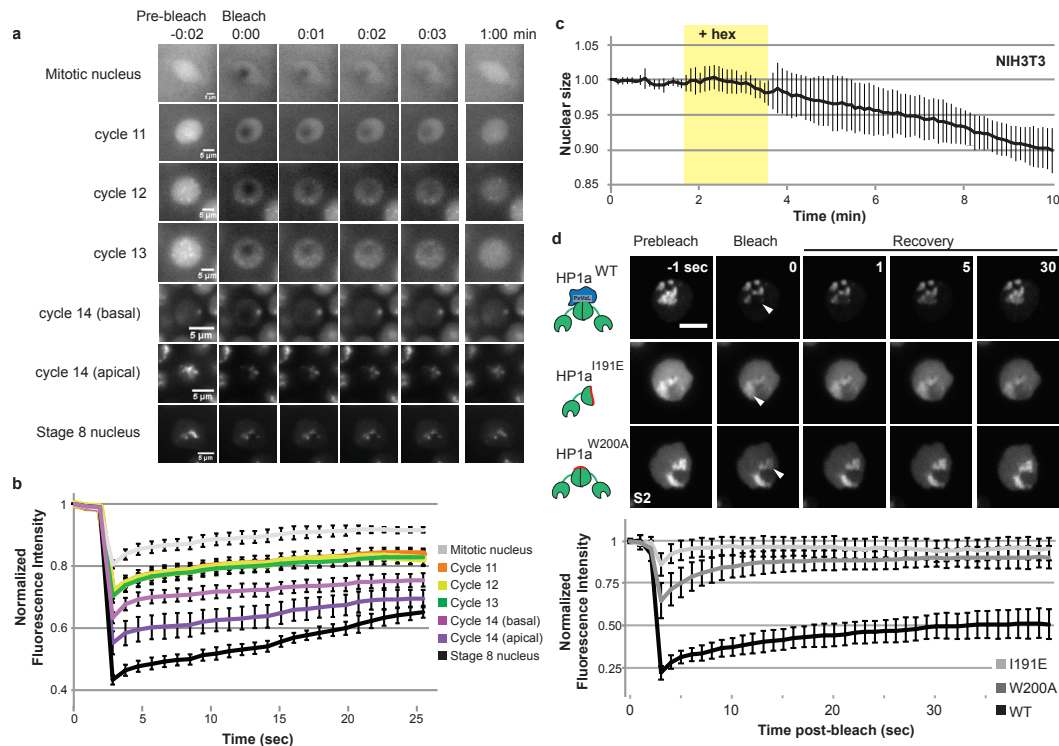 a
Pre-bleach Bleach
-0:02 0:00 0:01 0:02 0:03 1:00 min
Mitotic nucleus
5 µm
cycle 11
5 µm
cycle 12
5 µm
cycle 13
5 µm
cycle 14 (basal)
5 µm
cycle 14 (apical)
5 µm
Stage 8 nucleus
5 µm
b
Normalized
Fluorescence Intensity
1
0.8
0.6
0.4
0 5 10 15 20 25
Time (sec)
Mitotic nucleus
Cycle 11
Cycle 12
Cycle 13
Cycle 14 (basal)
Cycle 14 (apical)
Stage 8 nucleus
c
+ hex
NIH3T3
Nuclear size
1.05
1.00
0.95
0.90
0.85
0 2 4 6 8 10
Time (min)
d
Prebleach Bleach Recovery
-1 sec 0 1 5 30
HP1a WT
PxVxL
HP1a I191E
HP1a W200A
S2
Normalized
Fluorescence Intensity
1
0.75
0.50
0.25
0 10 20 30
Time post-bleach (sec)
I191E
W200A
WT